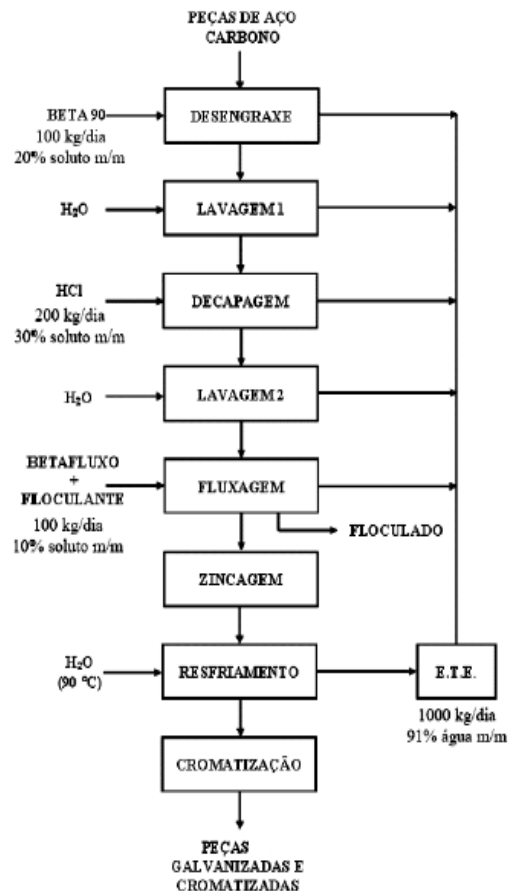 PEÇAS DE AÇO
CARBONO
BETA 90
100 kg/dia
20% soluto m/m
DESENGRAXE
H₂O
LAVAGEM 1
HCl
200 kg/dia
30% soluto m/m
DECAPAGEM
H₂O
LAVAGEM 2
BETAFLUXO
+
FLOCULANTE
100 kg/dia
10% soluto m/m
FLUXAGEM
FLOCULADO
ZINCAGEM
H₂O
(90 °C)
RESFRIAMENTO
E.T.E.
1000 kg/dia
91% água m/m
CROMATIZAÇÃO
PEÇAS
GALVANIZADAS E
CROMATIZADAS